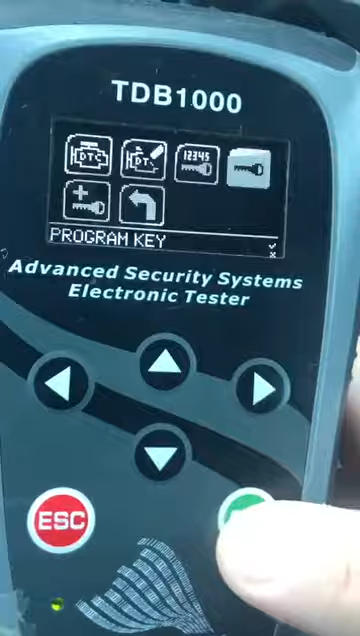 TDB1000
DTC DTC 12345
PROGRAM KEY
Advanced Security Systems
Electronic Tester
ESC